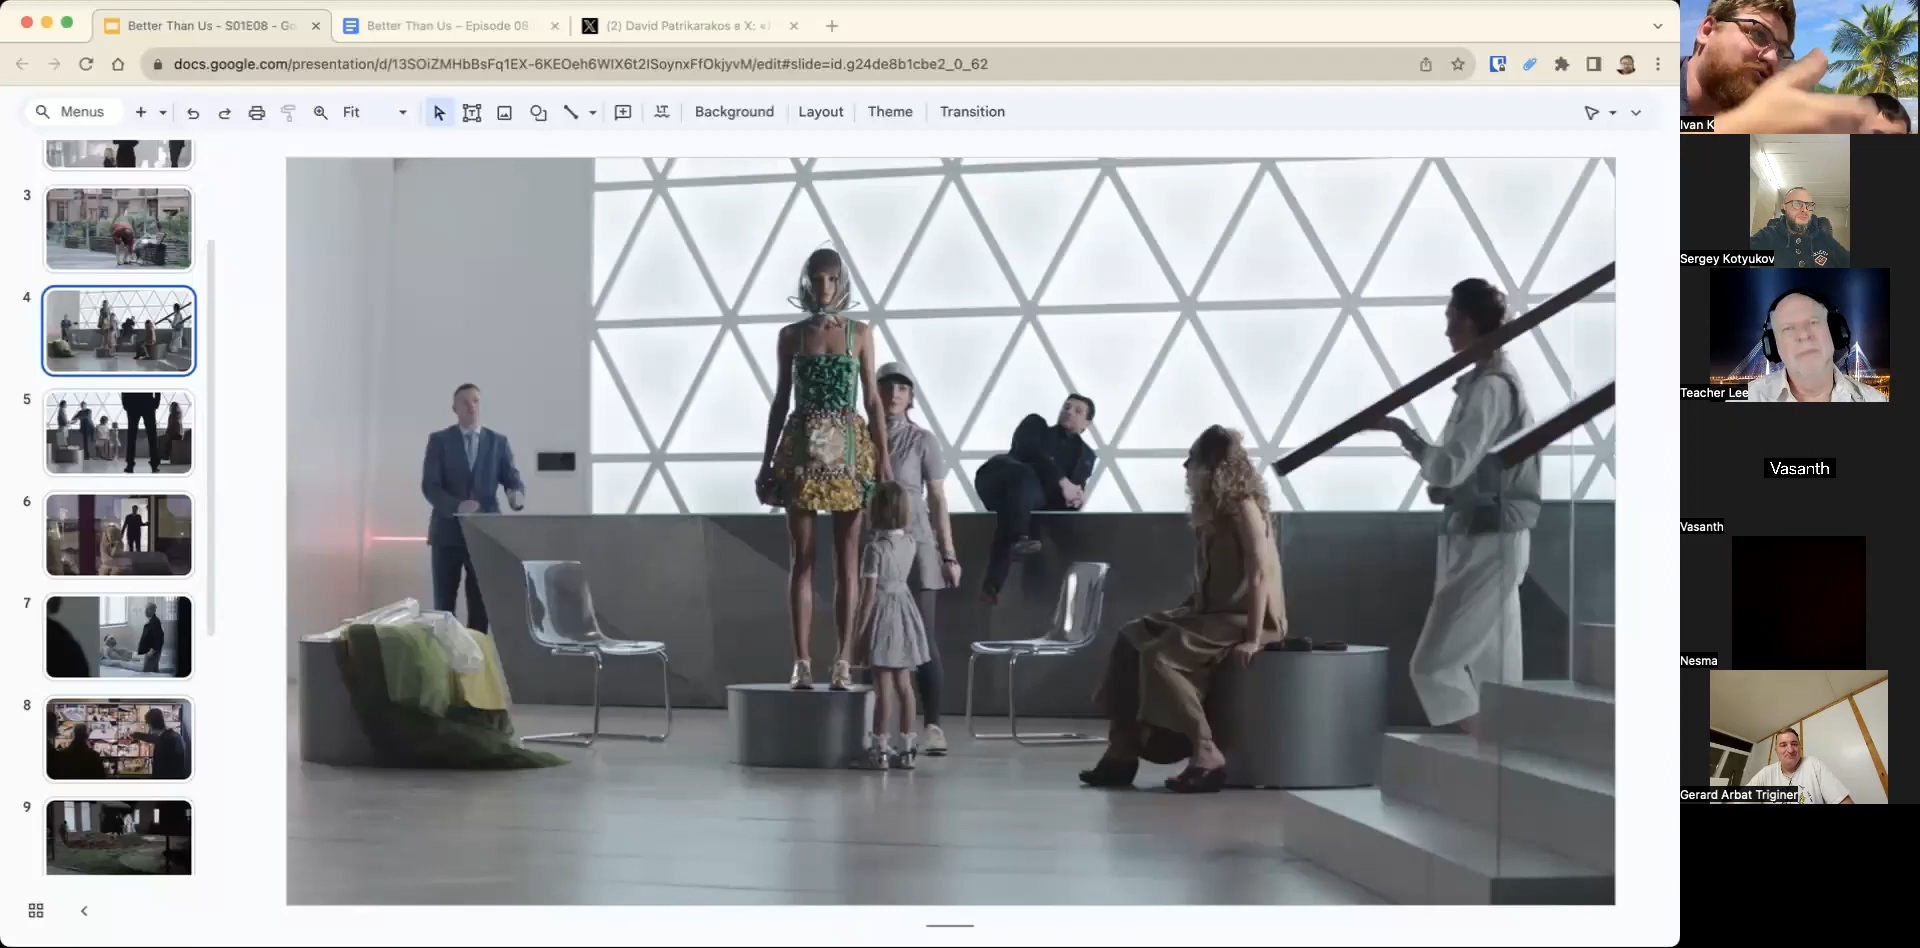 Better Than Us - S01E08 - Go
Better Than Us – Episode 08
(2) David Patrikarakos в X: «
docs.google.com/presentation/d/13SOiZMHbBsFq1EX-6KEOeh6WIX6t2ISoynxFfOkjyvM/edit#slide=id.g24de8b1cbe2_0_62
Menus
Fit
Background
Layout
Theme
Transition
3
4
5
6
7
8
9
Ivan K
Sergey Kotyukov
Teacher Lee
Vasanth
Vasanth
Nesma
Gerard Arbat Triginer